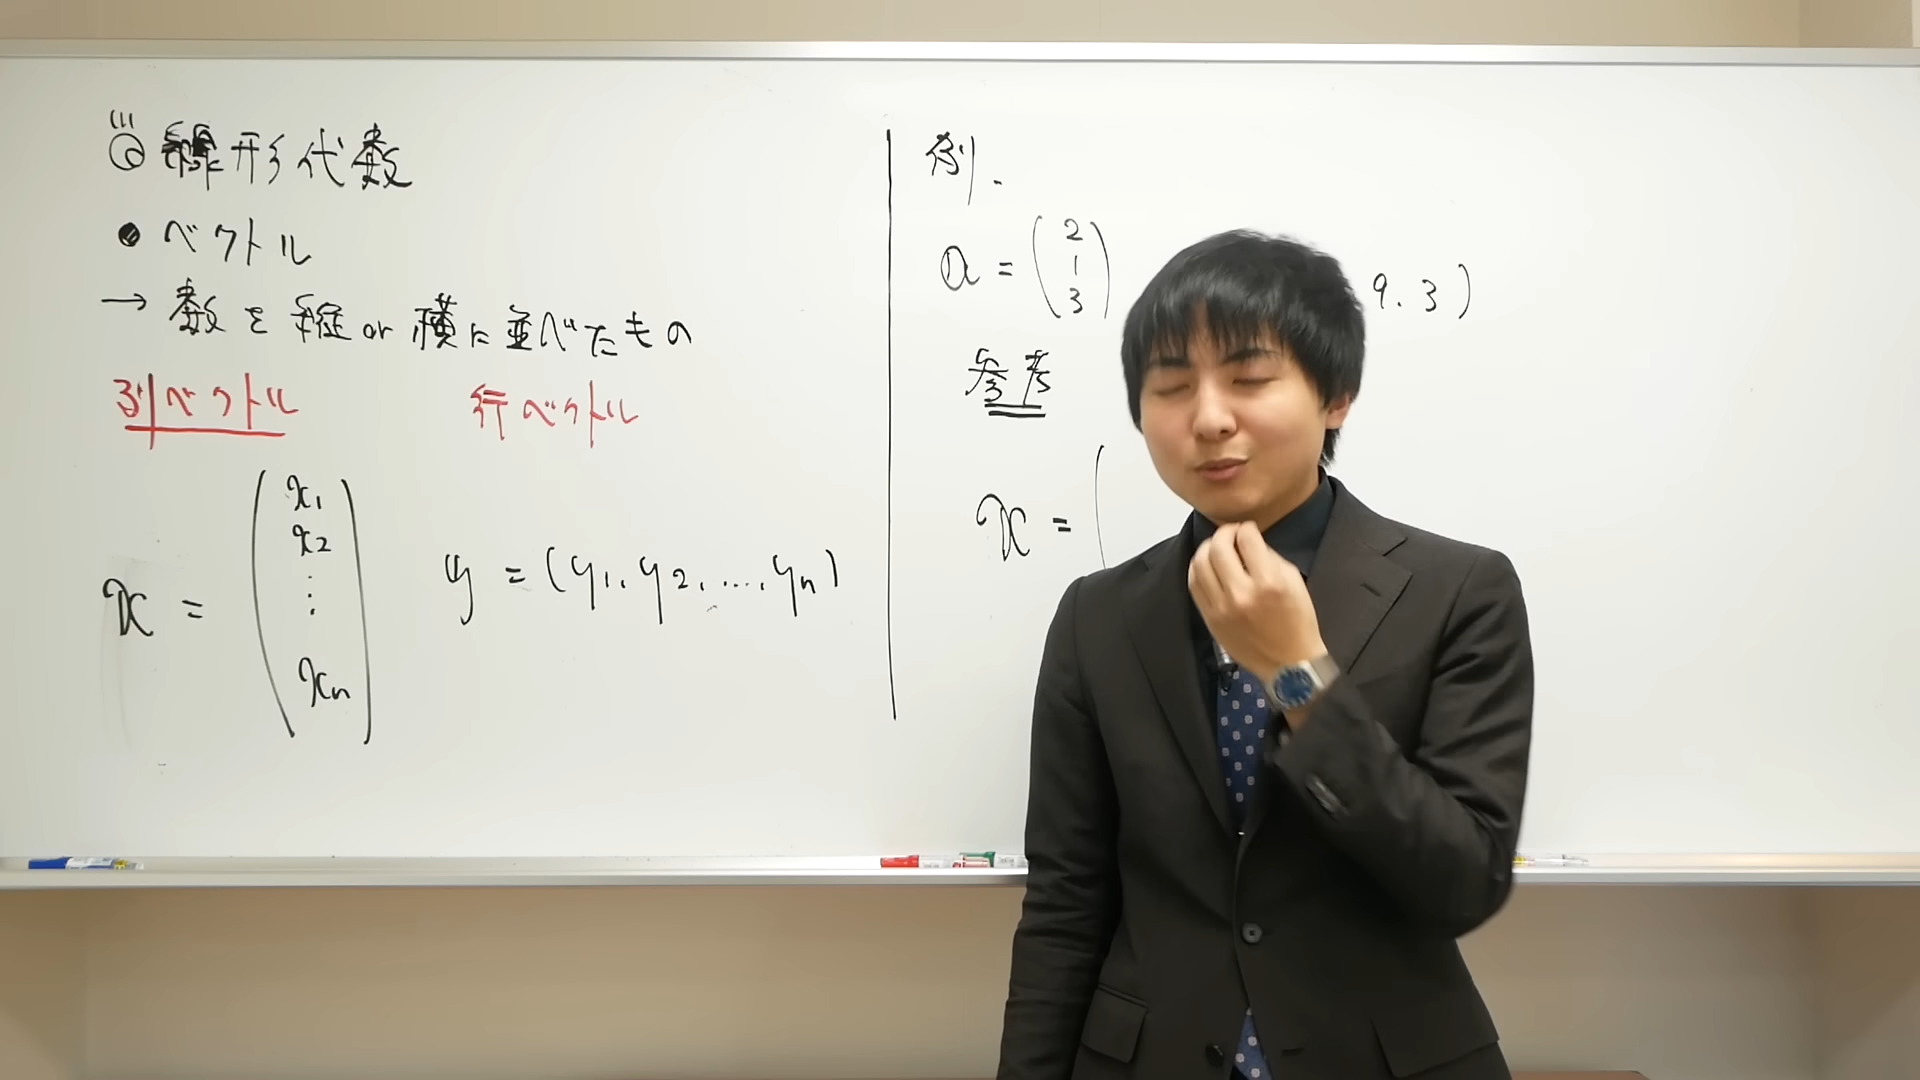 線形代数
● ベクトル
→ 数を縦or横に並べたもの
列ベクトル 行ベクトル
x = (x1 x2 ⋮ xn)
y = (y1, y2, ..., yn)
例.
a = (2 1 3)
9. 3)
参考
x = (